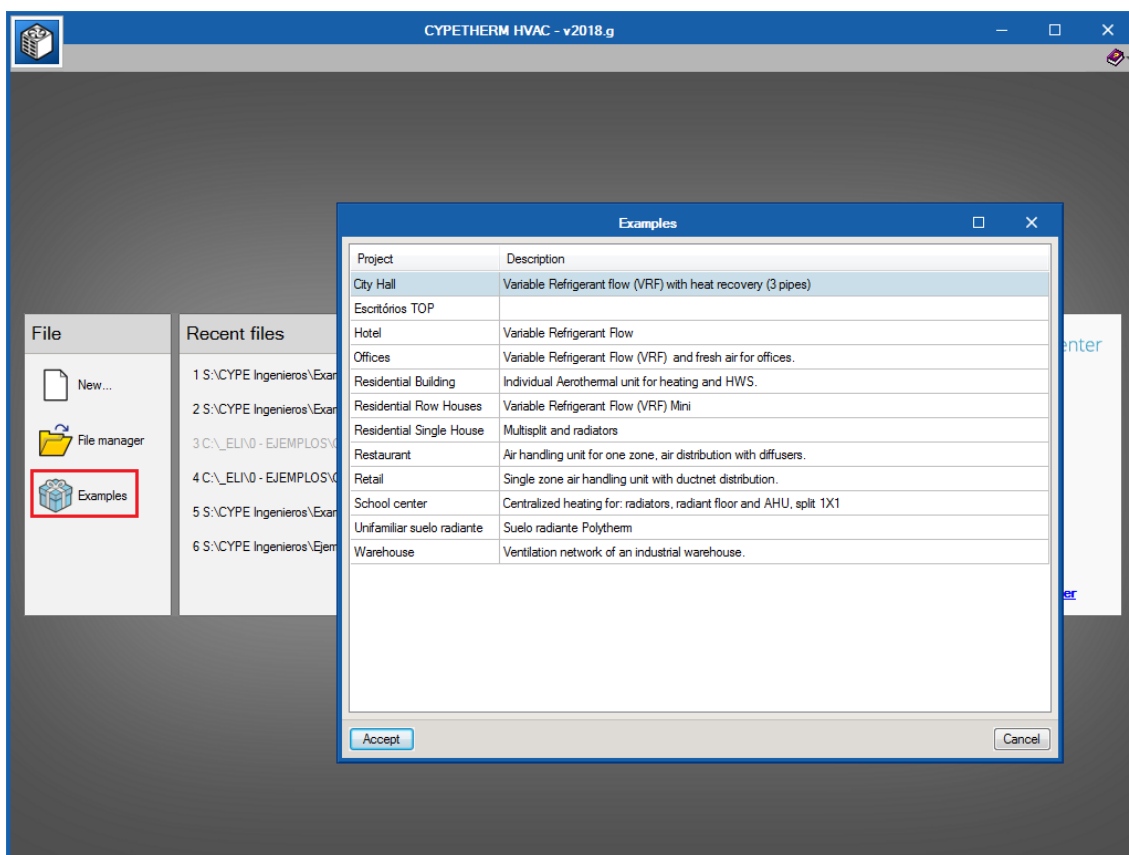 CYPETHERM HVAC - v2018.g
File
New...
File manager
Examples
Recent files
1 S:\CYPE Ingenieros\Exar
2 S:\CYPE Ingenieros\Exar
3 C:\_ELI\0 - EJEMPLOS\
4 C:\_ELI\0 - EJEMPLOS\
5 S:\CYPE Ingenieros\Exar
6 S:\CYPE Ingenieros\Ejem
Examples
Project Description
City Hall Variable Refrigerant flow (VRF) with heat recovery (3 pipes)
Escritórios TOP
Hotel Variable Refrigerant Flow
Offices Variable Refrigerant Flow (VRF) and fresh air for offices.
Residential Building Individual Aerothermal unit for heating and HWS.
Residential Row Houses Variable Refrigerant Flow (VRF) Mini
Residential Single House Multisplit and radiators
Restaurant Air handling unit for one zone, air distribution with diffusers.
Retail Single zone air handling unit with ductnet distribution.
School center Centralized heating for: radiators, radiant floor and AHU, split 1X1
Unifamiliar suelo radiante Suelo radiante Polytherm
Warehouse Ventilation network of an industrial warehouse.
Accept Cancel
enter
er